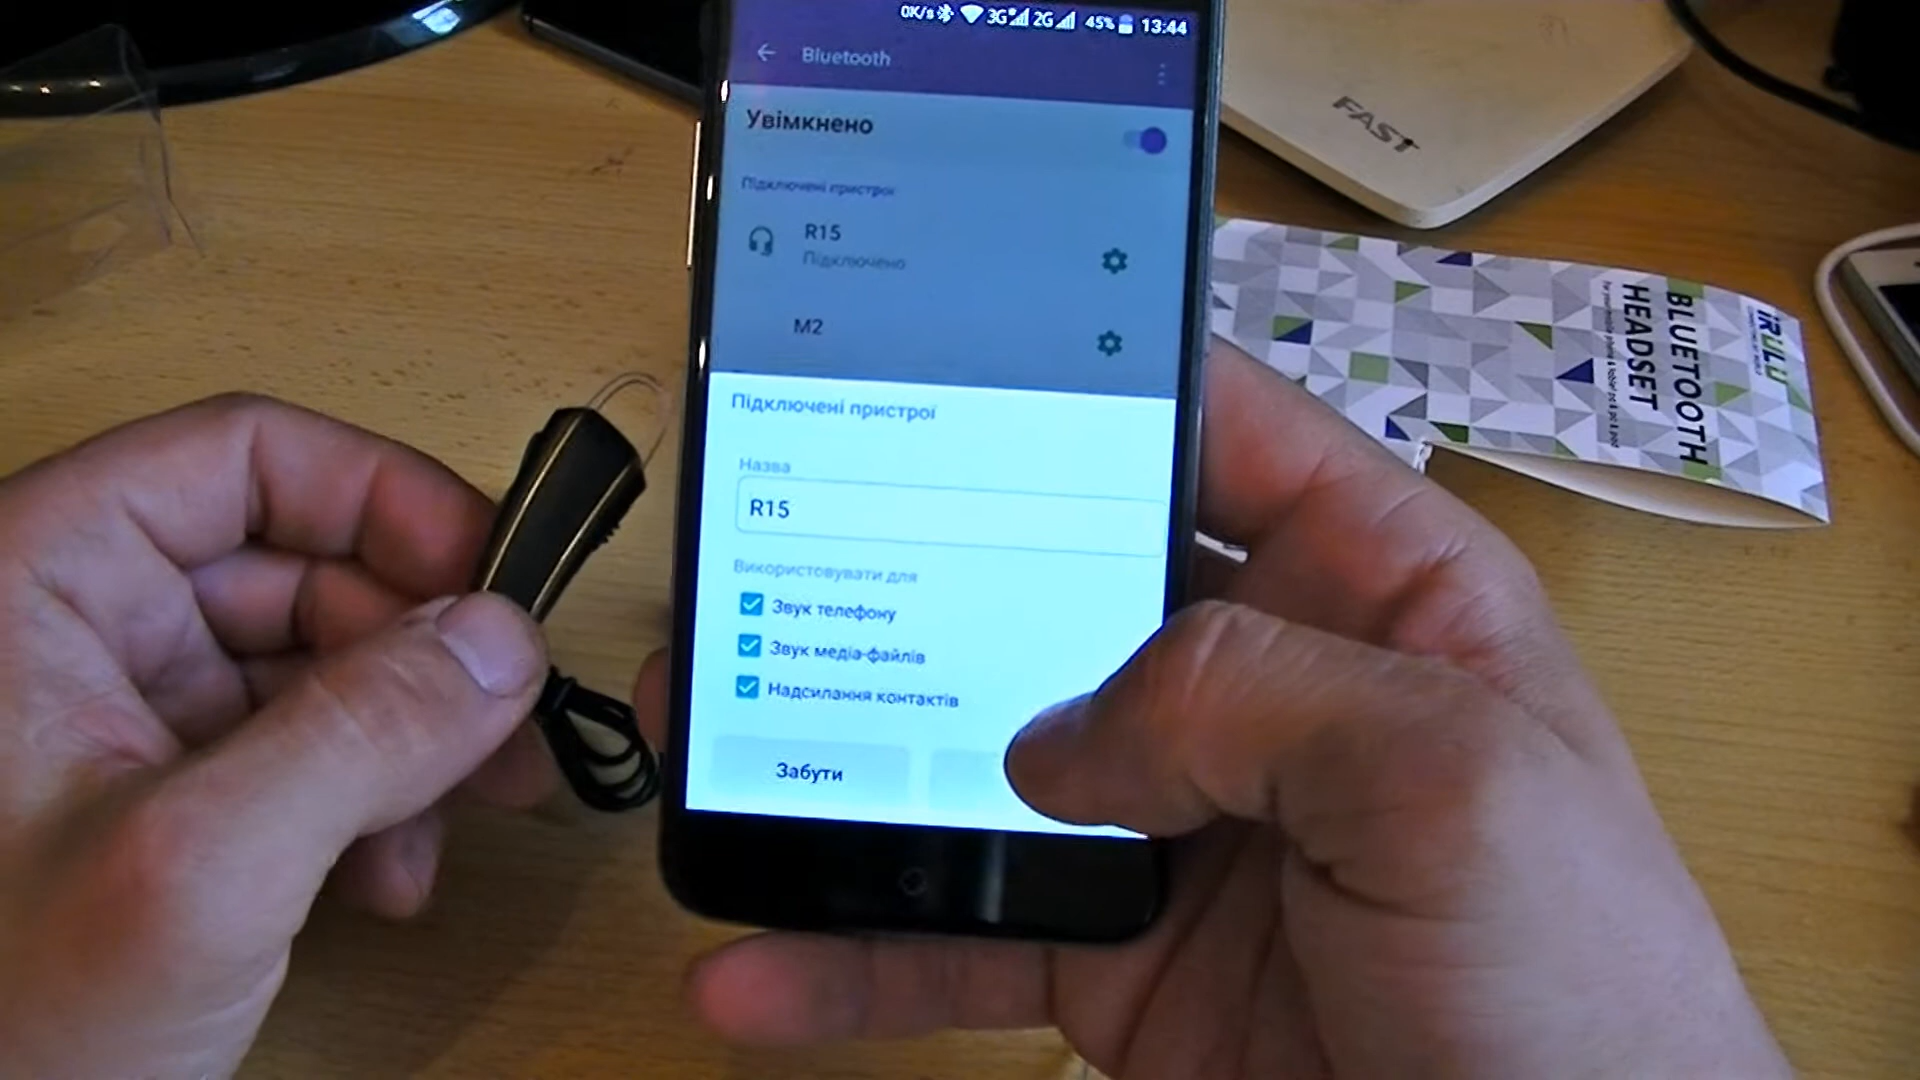 0K/s 3G 2G 45% 13:44
Bluetooth
Увімкнено
Підключені пристрої
R15
Підключено
M2
Підключені пристрої
Назва
R15
Використовувати для
Звук телефону
Звук медіа-файлів
Надсилання контактів
Забути
FAST
iRULU
BLUETOOTH
HEADSET